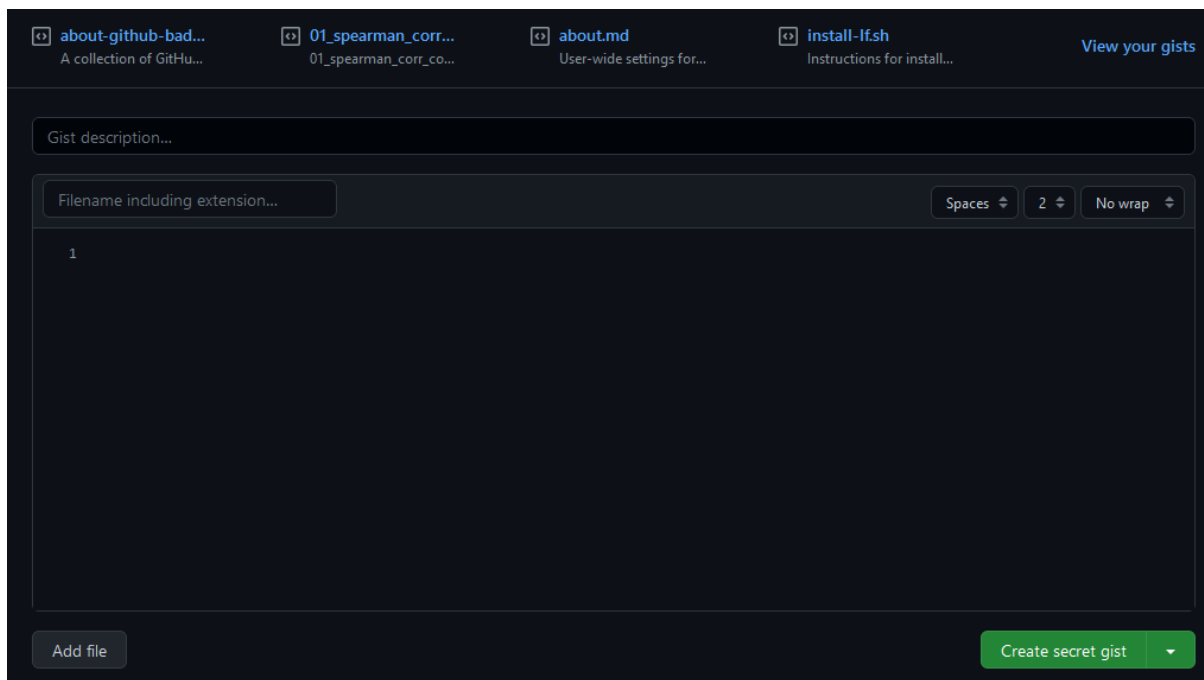 about-github-bad... 01_spearman_corr... about.md install-lf.sh View your gists
A collection of GitHu... 01_spearman_corr_co... User-wide settings for... Instructions for install...
Gist description...
Filename including extension... Spaces 2 No wrap
1
Add file Create secret gist